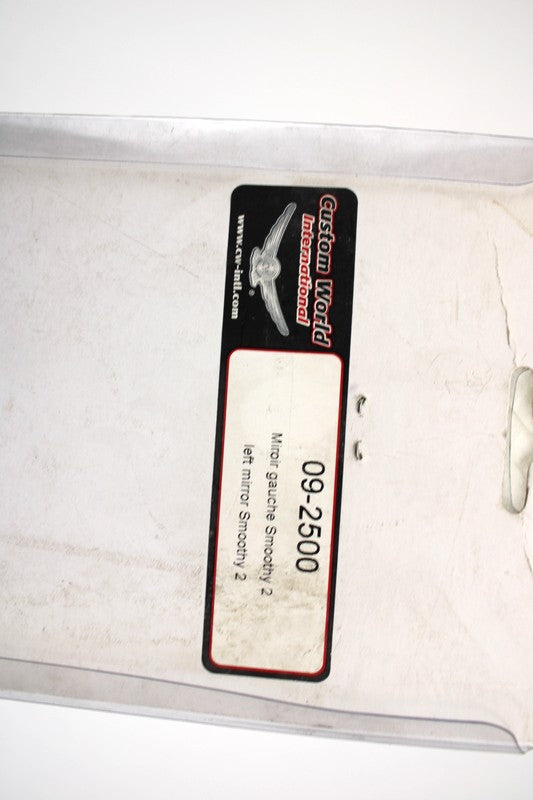 Custom World
International
®
www.cw-intl.com
09-2500
Miroir gauche Smoothy 2
left mirror Smoothy 2